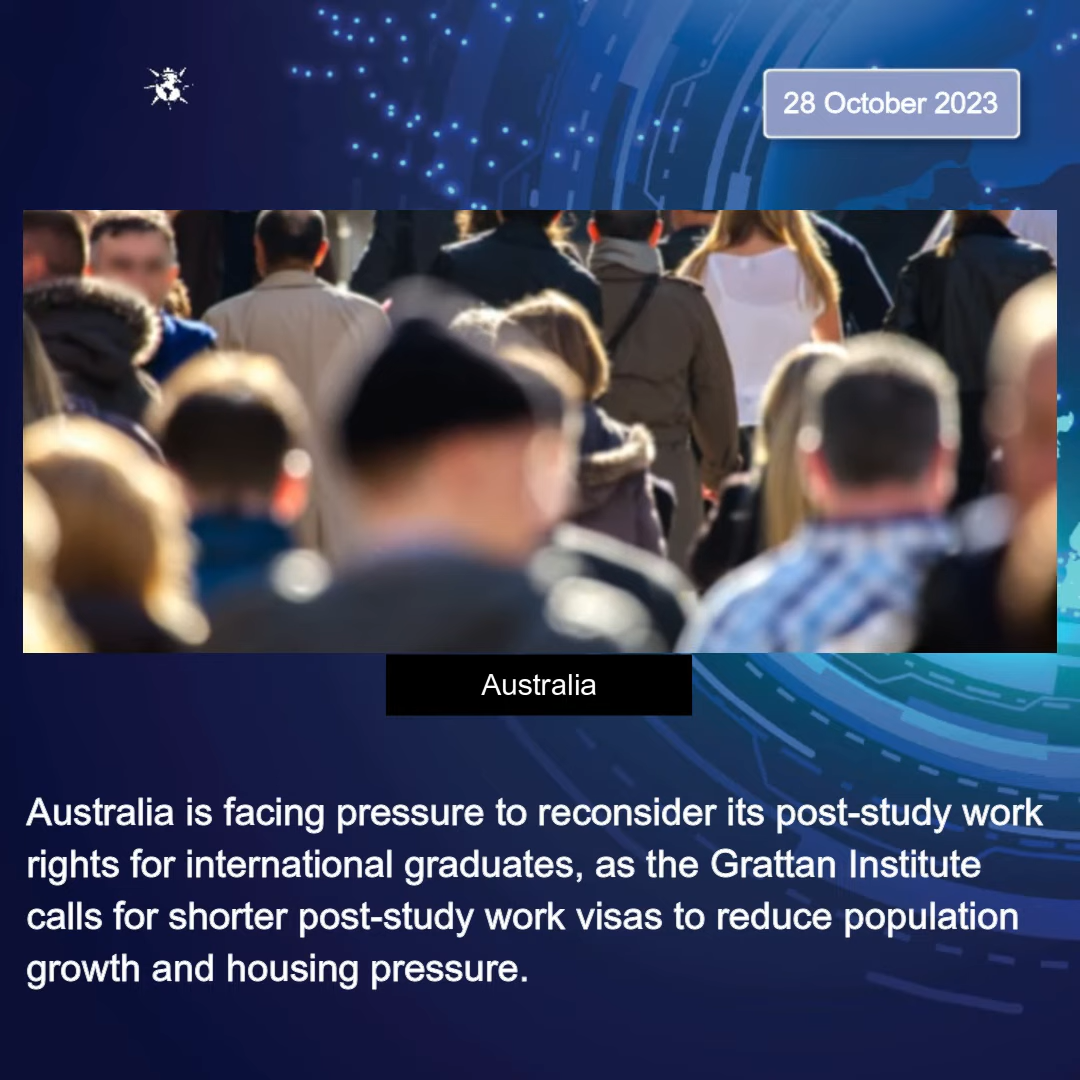 28 October 2023
Australia
Australia is facing pressure to reconsider its post-study work
rights for international graduates, as the Grattan Institute
calls for shorter post-study work visas to reduce population
growth and housing pressure.